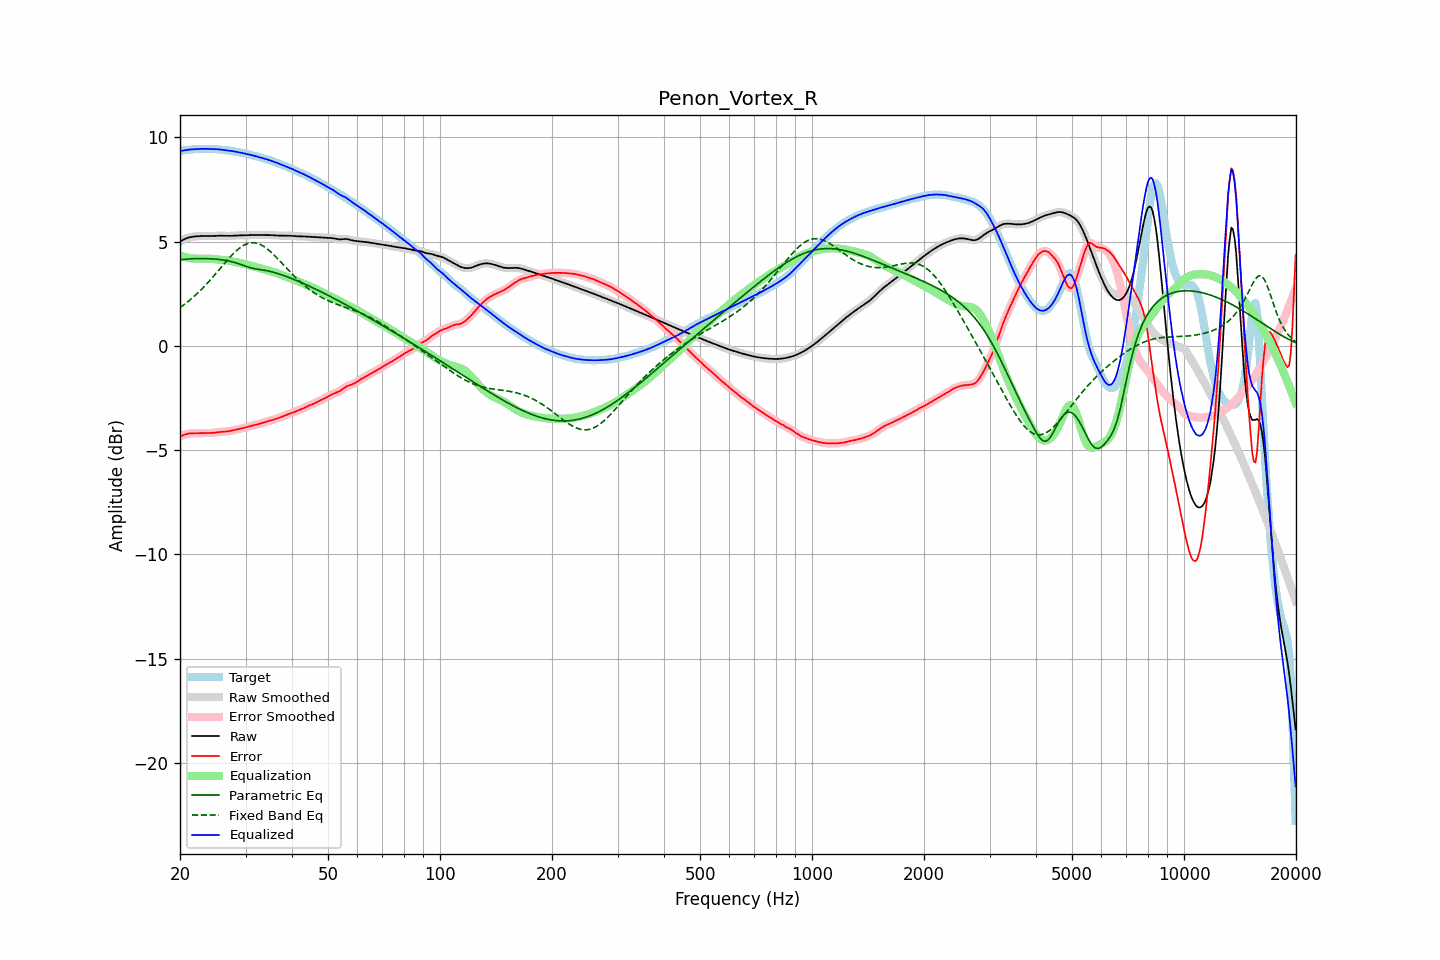 Penon_Vortex_R
Amplitude (dBr)
10
5
0
−5
−10
−15
−20
Target
Raw Smoothed
Error Smoothed
Raw
Error
Equalization
Parametric Eq
Fixed Band Eq
Equalized
20 50 100 200 500 1000 2000 5000 10000 20000
Frequency (Hz)